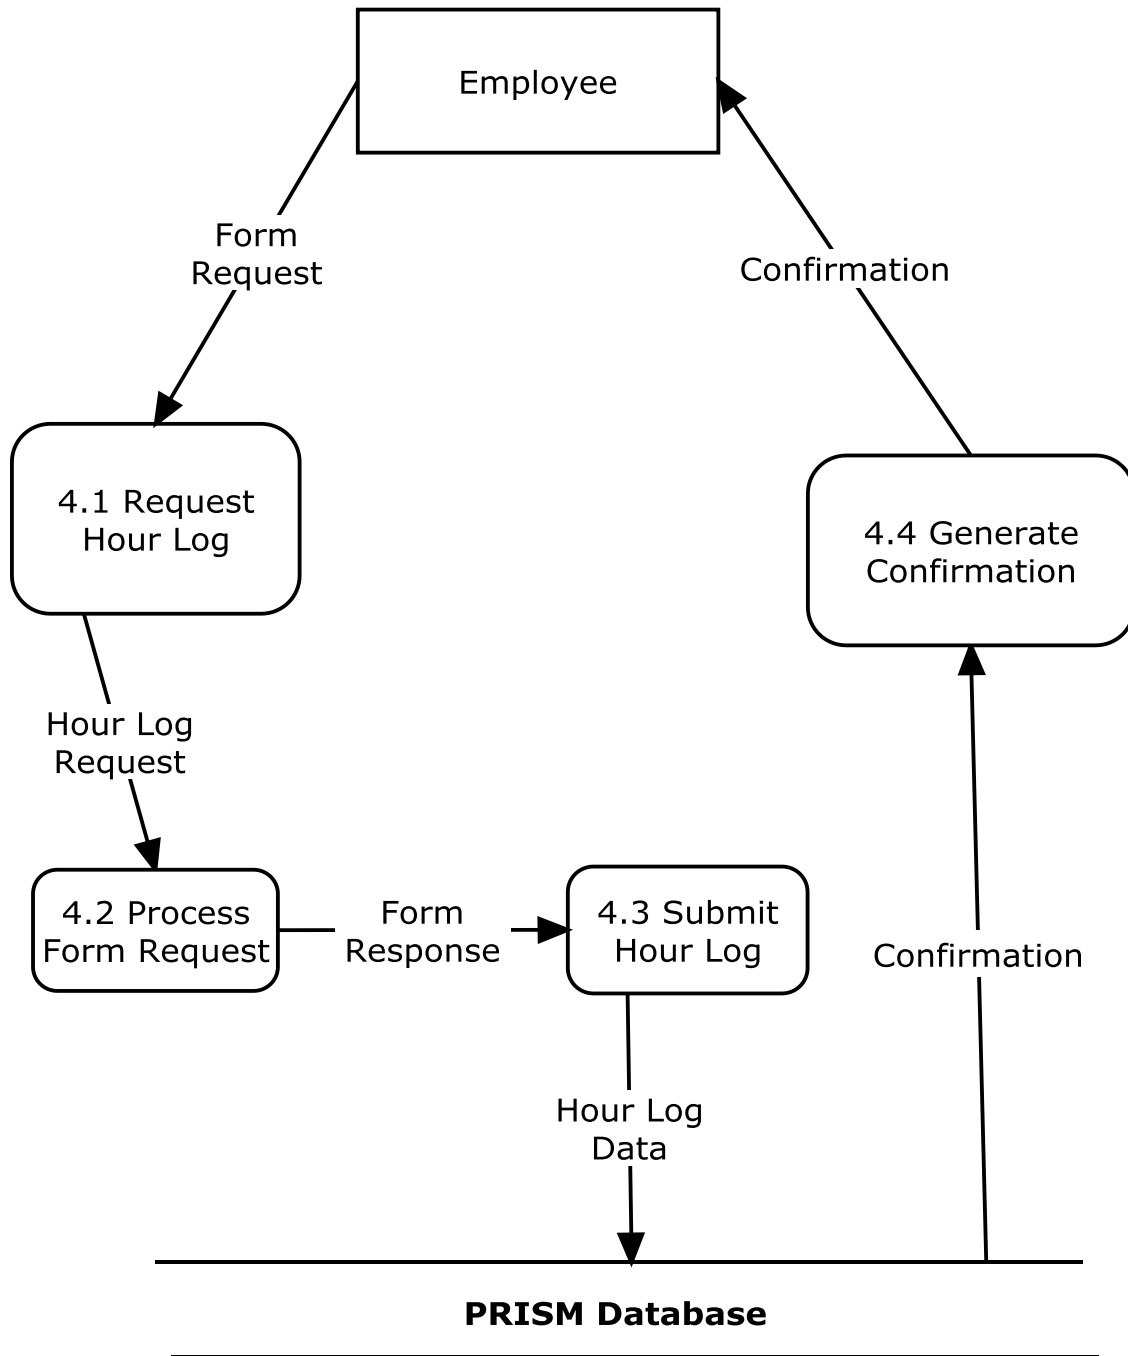 Employee
Form
Request
Confirmation
4.1 Request
Hour Log
4.4 Generate
Confirmation
Hour Log
Request
4.2 Process
Form Request
Form
Response
4.3 Submit
Hour Log
Confirmation
Hour Log
Data
PRISM Database